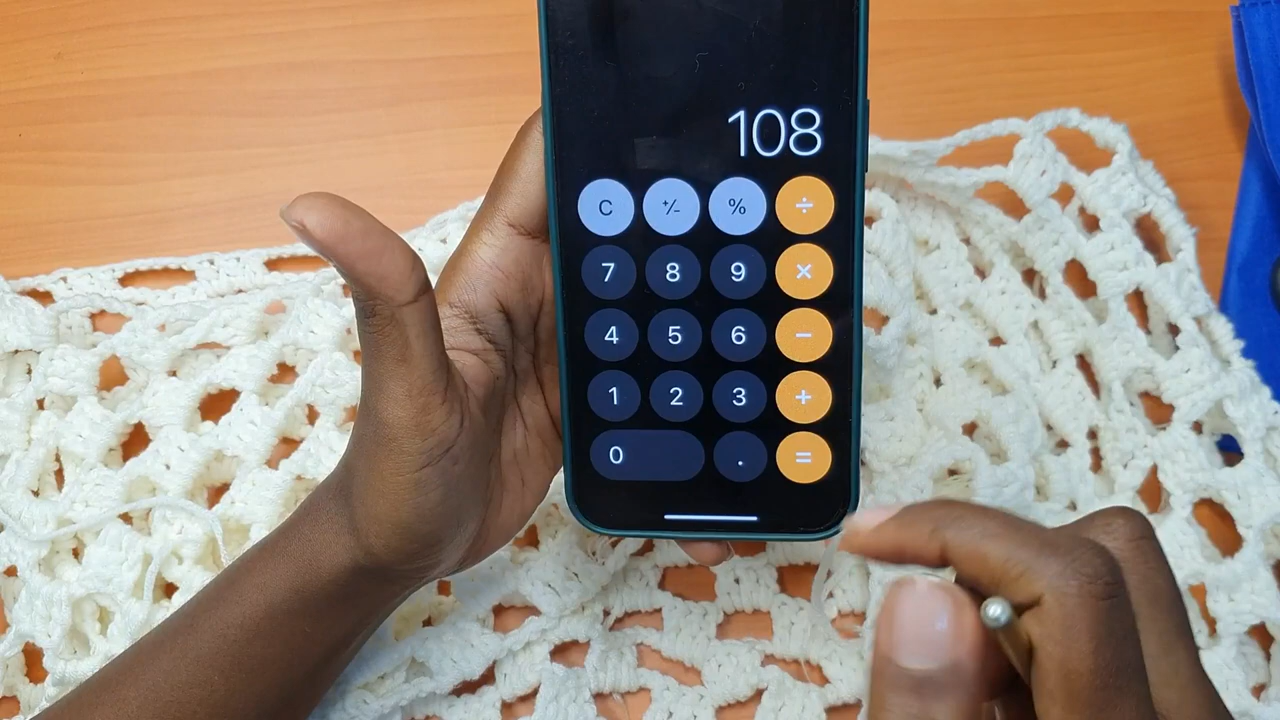 108
C +/- % ÷
7 8 9 ×
4 5 6 −
1 2 3 +
0 . =